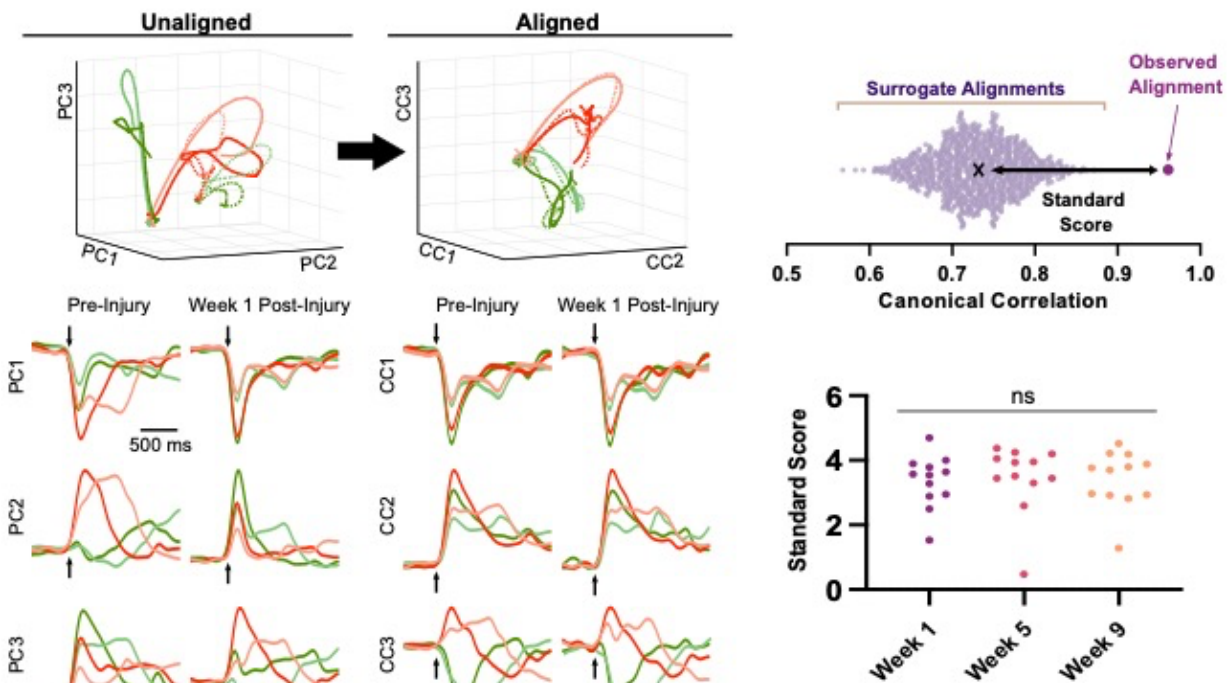 Unaligned
Aligned
PC3
PC1
PC2
CC3
CC1
CC2
Pre-Injury
Week 1 Post-Injury
Pre-Injury
Week 1 Post-Injury
PC1
500 ms
PC2
PC3
CC1
CC2
CC3
Observed
Alignment
Surrogate Alignments
X
Standard
Score
0.5 0.6 0.7 0.8 0.9 1.0
Canonical Correlation
ns
Standard Score
6
4
2
0
Week 1
Week 5
Week 9